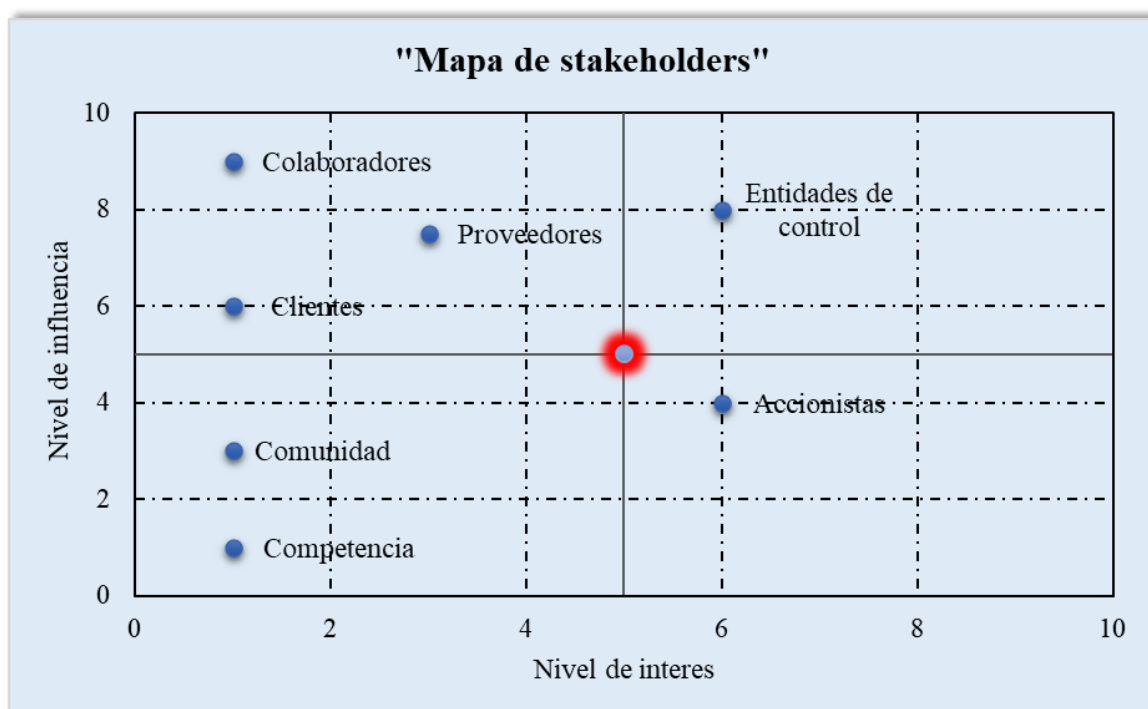 "Mapa de stakeholders"
10
8
6
4
2
0
Nivel de influencia
Colaboradores
Entidades de
control
Proveedores
Clientes
Accionistas
Comunidad
Competencia
0
2
4
6
8
10
Nivel de interes